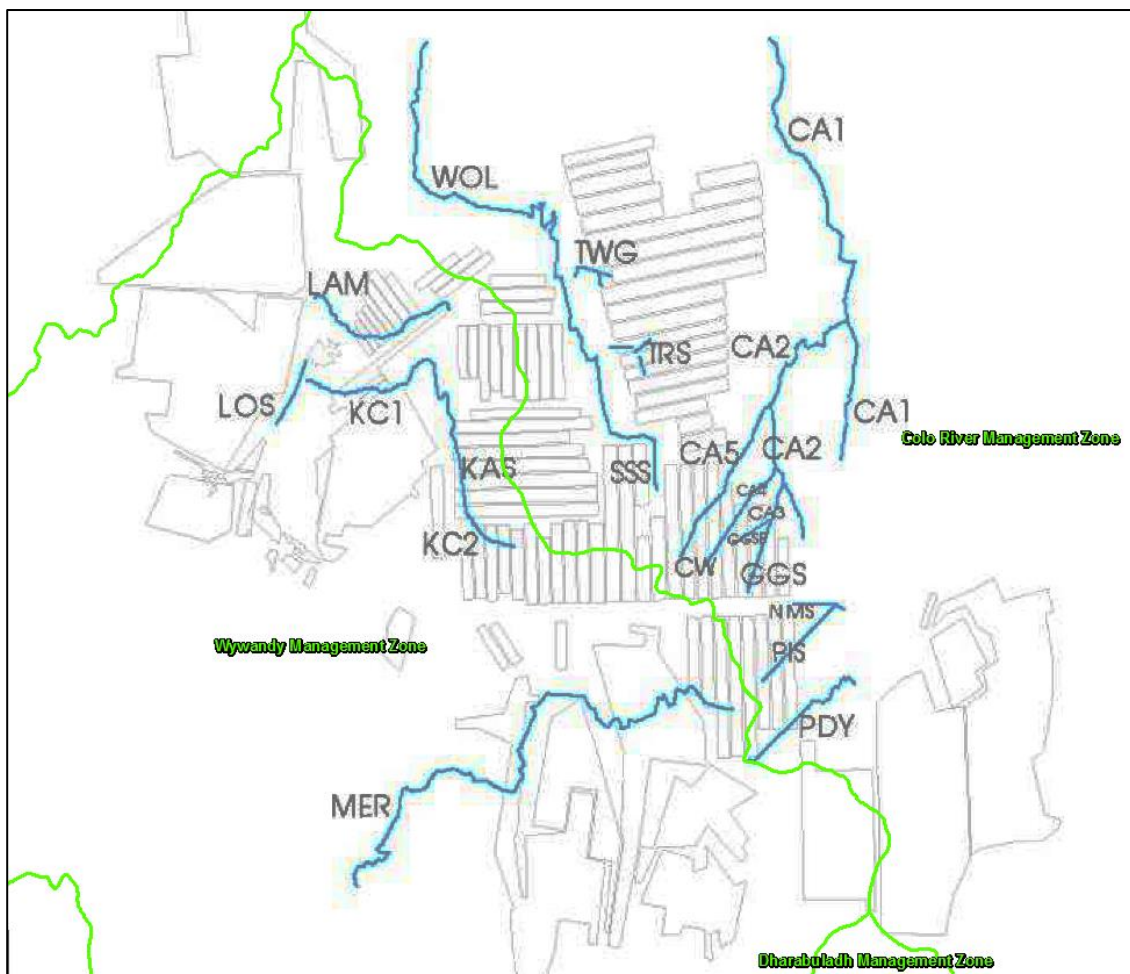 CA1
WOL
TWG
LAM
TRS
CA2
LOS
KC1
CA1
Colo River Management Zone
CA5
CA2
KAS
SSS
CA3
KC2
CW
GGS
NMS
Wywandy Management Zone
PIS
PDY
MER
Dharabuladh Management Zone